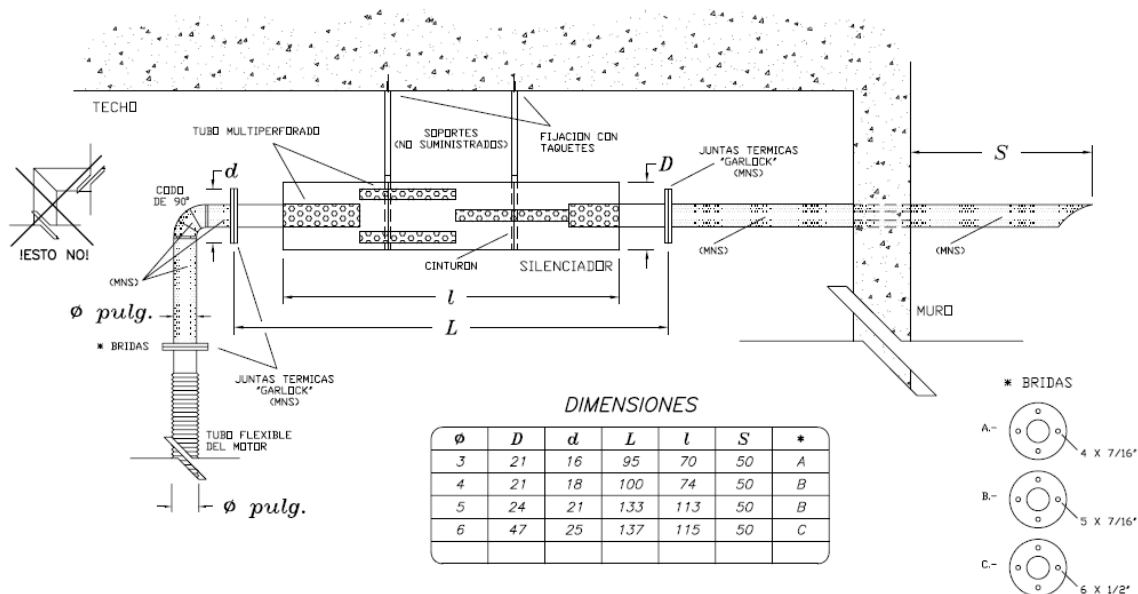 TECHO
TUBO MULTIPERFORADO
SOPORTES
(NO SUMINISTRADOS)
FIJACION CON
TAQUETES
D
JUNTAS TERMICAS
"GARLOCK"
(MNS)
S
CODO
DE 90°
d
!ESTO NO!
(MNS)
CINTURON
SILENCIADOR
(MNS)
(MNS)
l
L
MURO
ø pulg.
* BRIDAS
JUNTAS TERMICAS
"GARLOCK"
(MNS)
TUBO FLEXIBLE
DEL MOTOR
ø pulg.
DIMENSIONES
ø D d L l S *
3 21 16 95 70 50 A
4 21 18 100 74 50 B
5 24 21 133 113 50 B
6 47 25 137 115 50 C
* BRIDAS
A.-
4 X 7/16"
B.-
5 X 7/16"
C.-
6 X 1/2"